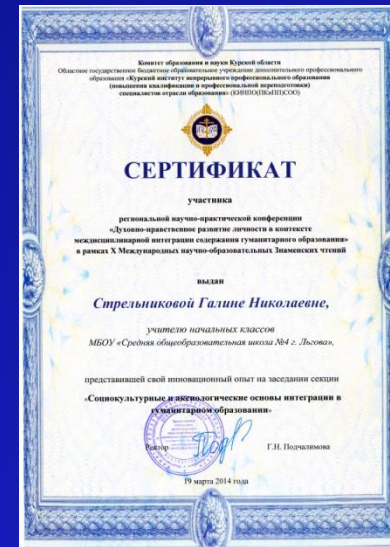 Комитет образования и науки Курской области
Областное государственное бюджетное образовательное учреждение дополнительного профессионального
образования «Курский институт непрерывного профессионального образования
(повышения квалификации и профессиональной переподготовки)
специалистов отрасли образования» (КИНПО(ПКиПП)СОО)
СЕРТИФИКАТ
участника
региональной научно-практической конференции
«Духовно-нравственное развитие личности в контексте
междисциплинарной интеграции содержания гуманитарного образования»
в рамках X Международных научно-образовательных Знаменских чтений
выдан
Стрельниковой Галине Николаевне,
учителю начальных классов
МБОУ «Средняя общеобразовательная школа №4 г. Льгова»,
представившей свой инновационный опыт на заседании секции
«Социокультурные и аксиологические основы интеграции в
гуманитарном образовании»
Ректор Г.Н. Подчалимова
19 марта 2014 года